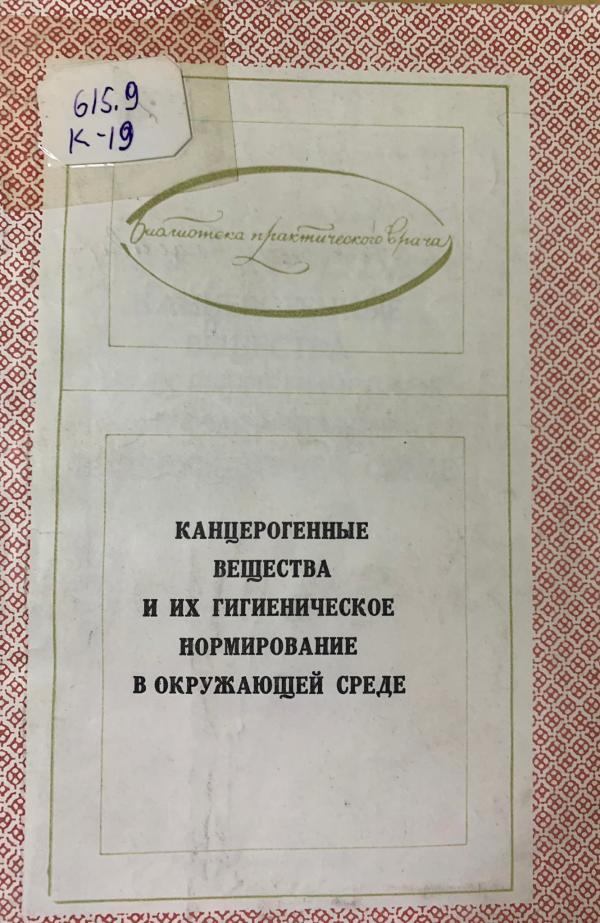 615.9
К-19
библиотека практического врача
КАНЦЕРОГЕННЫЕ
ВЕЩЕСТВА
И ИХ ГИГИЕНИЧЕСКОЕ
НОРМИРОВАНИЕ
В ОКРУЖАЮЩЕЙ СРЕДЕ